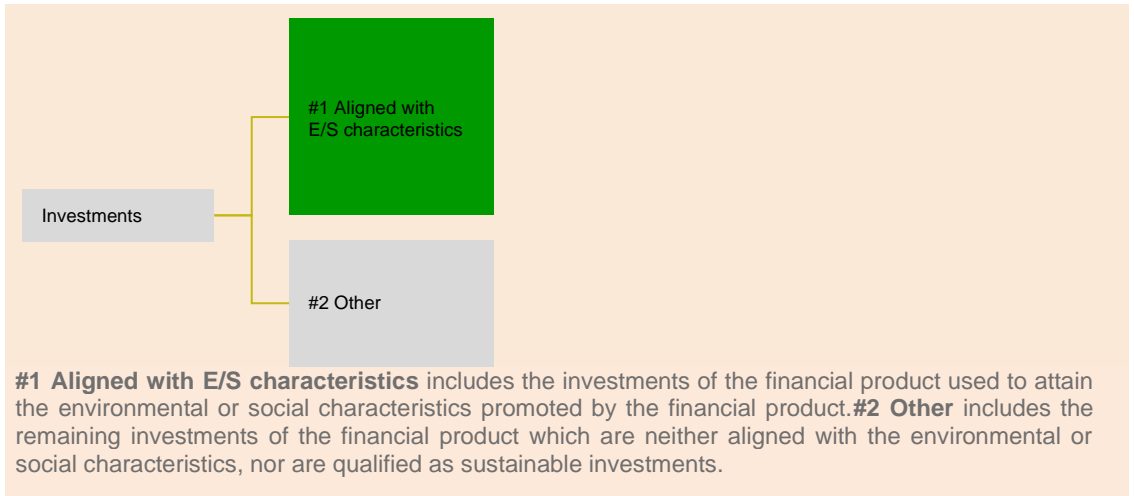 #1 Aligned with
E/S characteristics
Investments
#2 Other
#1 Aligned with E/S characteristics includes the investments of the financial product used to attain
the environmental or social characteristics promoted by the financial product.#2 Other includes the
remaining investments of the financial product which are neither aligned with the environmental or
social characteristics, nor are qualified as sustainable investments.